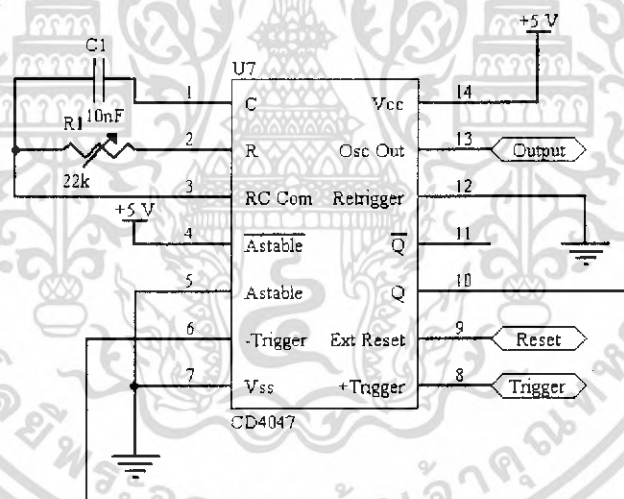 C1
10nF
R1
22k
+5 V
+5 V
U7
1
2
3
4
5
6
7
C
R
RC Com
Astable
Astable
-Trigger
Vss
Vcc
Osc Out
Retrigger
Q
Q
Ext Reset
+Trigger
14
13
12
11
10
9
8
Output
Reset
Trigger
CD4047